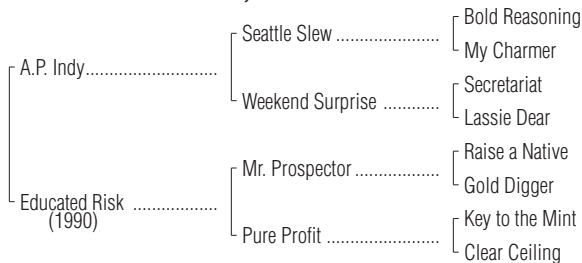 Bold Reasoning
Seattle Slew ......................
My Charmer
A.P. Indy............................
Secretariat
Weekend Surprise ............
Lassie Dear
Raise a Native
Mr. Prospector ..................
Gold Digger
Educated Risk ..................
(1990)
Key to the Mint
Pure Profit ........................
Clear Ceiling